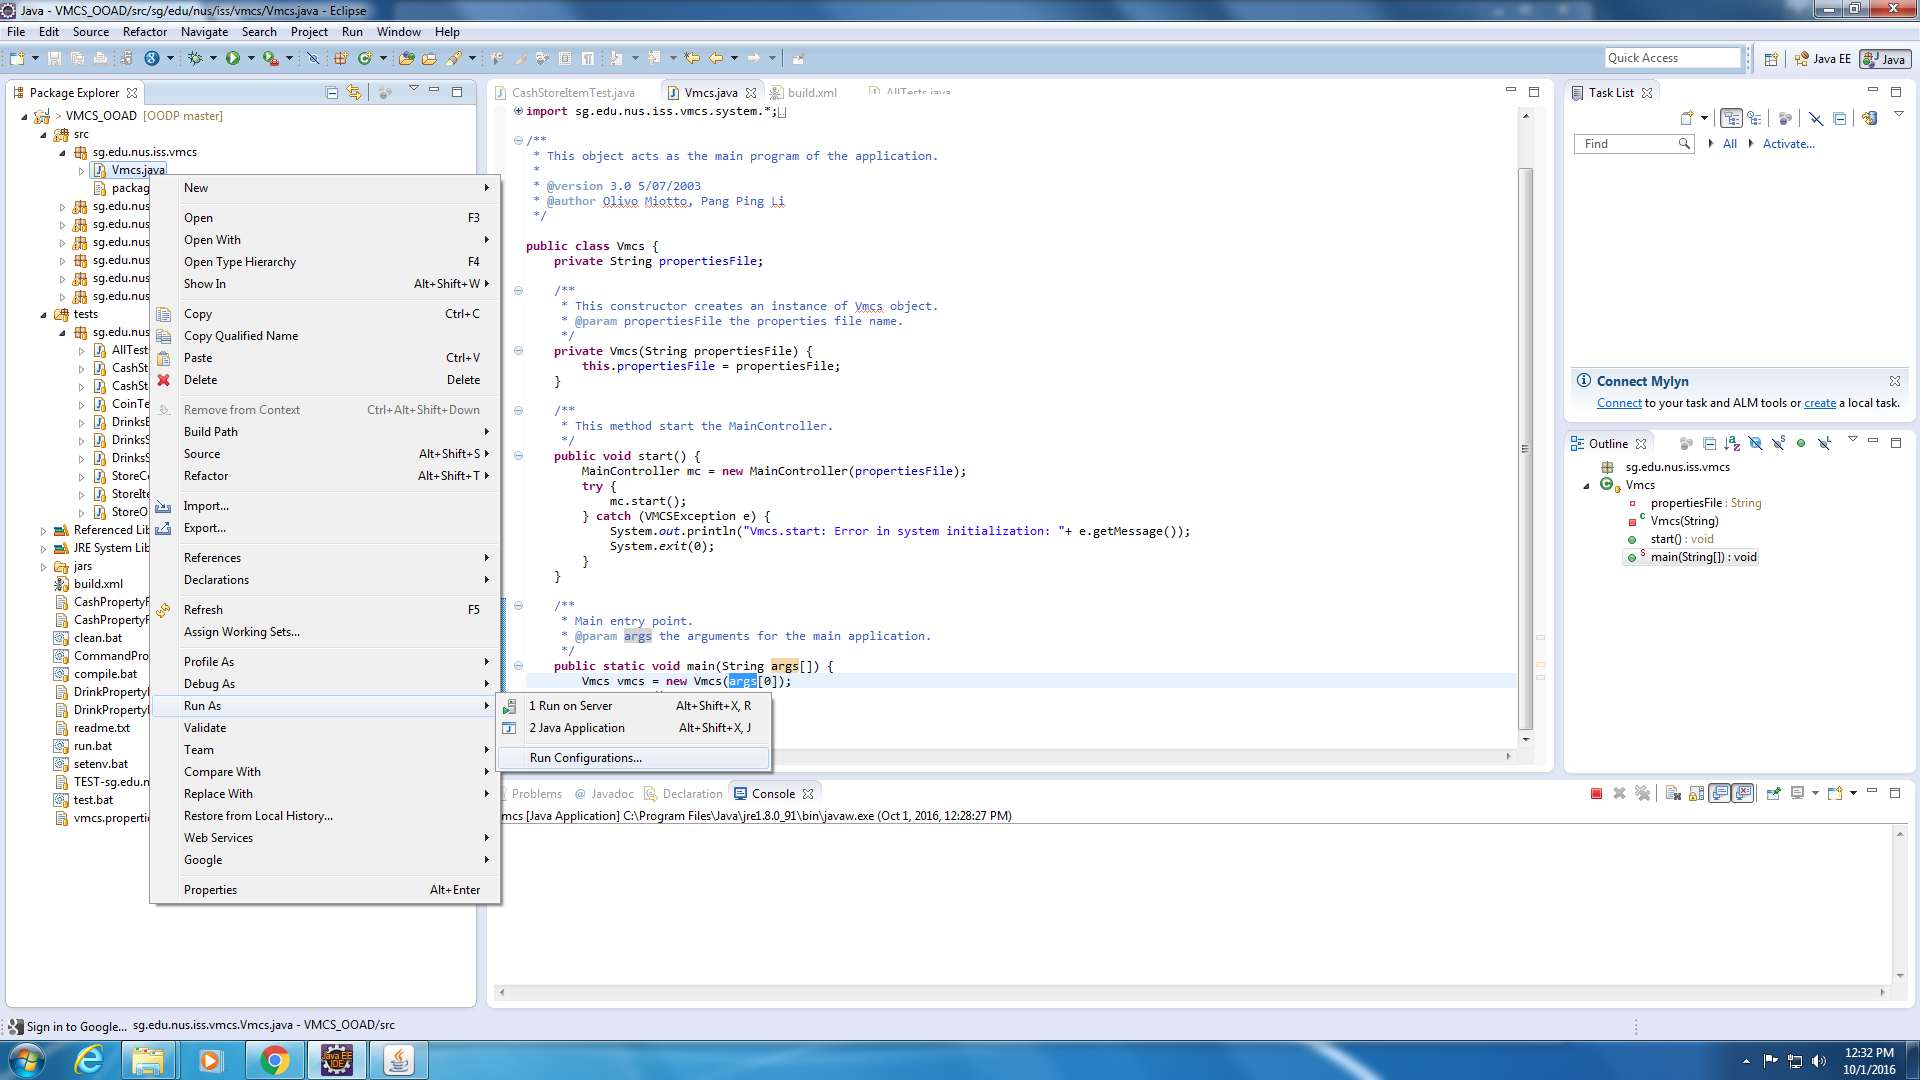 Java - VMCS_OOAD/src/sg/edu/nus/iss/vmcs/Vmcs.java - Eclipse
File Edit Source Refactor Navigate Search Project Run Window Help
Quick Access
Java EE
Java
Package Explorer
> VMCS_OOAD [OODP master]
src
sg.edu.nus.iss.vmcs
Vmcs.java
packag
sg.edu.nus
sg.edu.nus
sg.edu.nus
sg.edu.nus
sg.edu.nus
sg.edu.nus
tests
sg.edu.nus
AllTest
CashSt
CashSt
CoinTe
DrinksB
DrinksS
DrinksS
StoreCo
StoreIte
StoreO
Referenced Lib
JRE System Lib
jars
build.xml
CashPropertyF
CashPropertyF
clean.bat
CommandPro
compile.bat
DrinkPropertyl
DrinkPropertyl
readme.txt
run.bat
setenv.bat
TEST-sg.edu.n
test.bat
vmcs.propertie
New
Open F3
Open With
Open Type Hierarchy F4
Show In Alt+Shift+W
Copy Ctrl+C
Copy Qualified Name
Paste Ctrl+V
Delete Delete
Remove from Context Ctrl+Alt+Shift+Down
Build Path
Source Alt+Shift+S
Refactor Alt+Shift+T
Import...
Export...
References
Declarations
Refresh F5
Assign Working Sets...
Profile As
Debug As
Run As
Validate
Team
Compare With
Replace With
Restore from Local History...
Web Services
Google
Properties Alt+Enter
1 Run on Server Alt+Shift+X, R
2 Java Application Alt+Shift+X, J
Run Configurations...
CashStoreItemTest.java Vmcs.java build.xml AllTests.java
import sg.edu.nus.iss.vmcs.system.*;
/**
* This object acts as the main program of the application.
*
* @version 3.0 5/07/2003
* @author Olivo Miotto, Pang Ping Li
*/
public class Vmcs {
private String propertiesFile;
/**
* This constructor creates an instance of Vmcs object.
* @param propertiesFile the properties file name.
*/
private Vmcs(String propertiesFile) {
this.propertiesFile = propertiesFile;
}
/**
* This method start the MainController.
*/
public void start() {
MainController mc = new MainController(propertiesFile);
try {
mc.start();
} catch (VMCSException e) {
System.out.println("Vmcs.start: Error in system initialization: "+ e.getMessage());
System.exit(0);
}
}
/**
* Main entry point.
* @param args the arguments for the main application.
*/
public static void main(String args[]) {
Vmcs vmcs = new Vmcs(args[0]);
Problems @ Javadoc Declaration Console
mcs [Java Application] C:\Program Files\Java\jre1.8.0_91\bin\javaw.exe (Oct 1, 2016, 12:28:27 PM)
Task List
Find All Activate...
Connect Mylyn
Connect to your task and ALM tools or create a local task.
Outline
sg.edu.nus.iss.vmcs
Vmcs
propertiesFile : String
Vmcs(String)
start() : void
main(String[]) : void
Sign in to Google... sg.edu.nus.iss.vmcs.Vmcs.java - VMCS_OOAD/src
Java EE
IDE
12:32 PM
10/1/2016